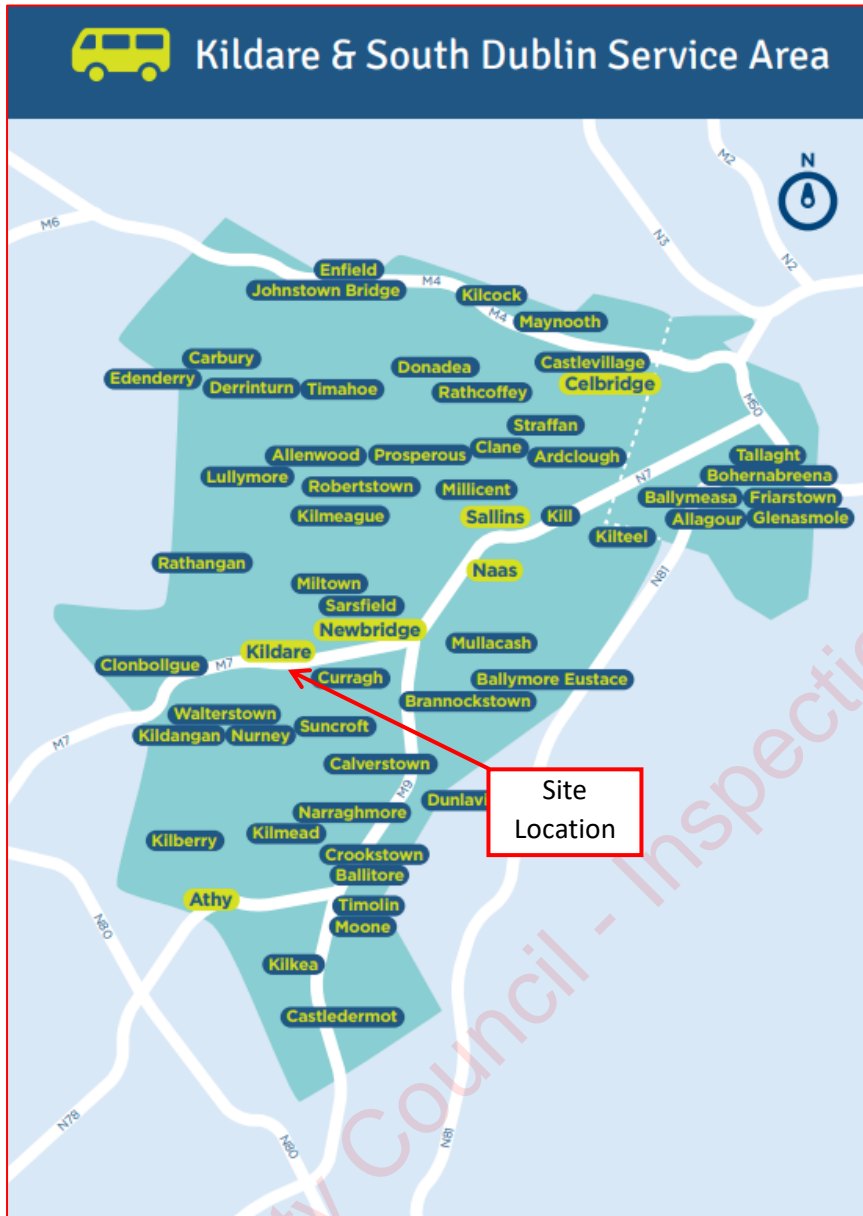 Kildare & South Dublin Service Area
N
M2
M6
N3
N2
Enfield
M4
Johnstown Bridge
Kilcock
M4
Maynooth
Carbury
Donadea
Castlevillage
Edenderry
Derrinturn
Timahoe
Rathcoffey
Celbridge
M50
Straffan
Allenwood
Prosperous
Clane
Ardclough
Tallaght
Lullymore
Bohernabreena
Robertstown
Millicent
N7
Ballymeasa
Friarstown
Kilmeague
Sallins
Kill
Allagour
Glenasmole
Kilteel
Rathangan
Naas
N81
Miltown
Sarsfield
Newbridge
Mullacash
Kildare
Clonbollgue
M7
Curragh
Ballymore Eustace
Brannockstown
Walterstown
Suncroft
Kildangan
Nurney
M7
Calverstown
M9
Site
Location
Narraghmore
Kilmead
Kilberry
Crookstown
Ballitore
Athy
Timolin
Moone
N80
Kilkea
Castledermot
N78
N80
N81
Council - Inspectio